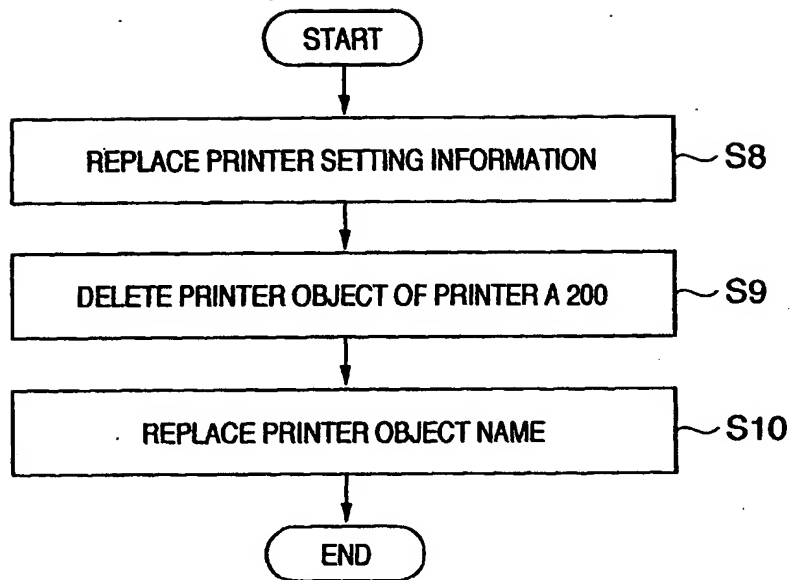 START
REPLACE PRINTER SETTING INFORMATION
S8
DELETE PRINTER OBJECT OF PRINTER A 200
S9
REPLACE PRINTER OBJECT NAME
S10
END